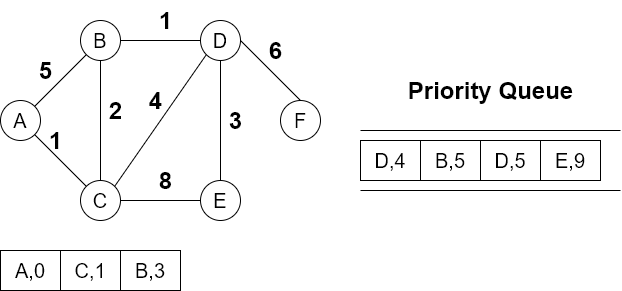 1
B
D
6
5
4
Priority Queue
A
2
3
F
1
D,4 B,5 D,5 E,9
8
C
E
A,0 C,1 B,3